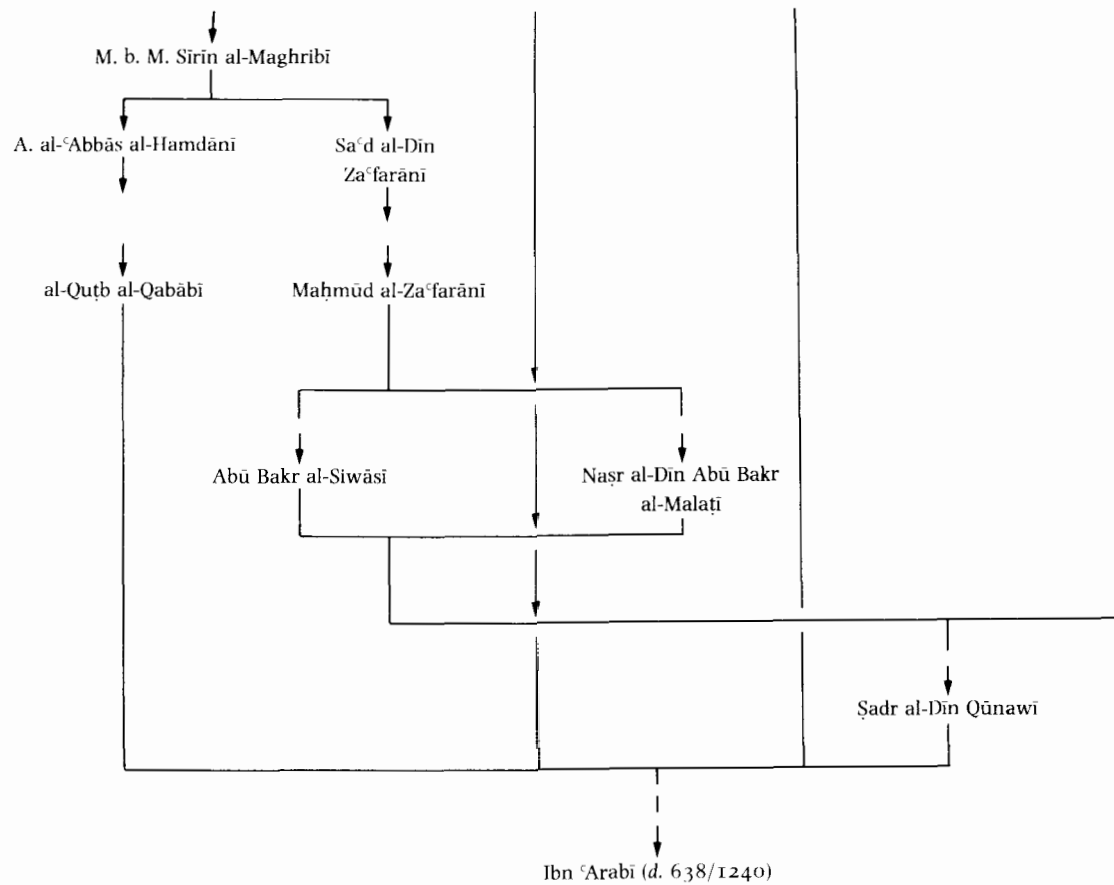 M. b. M. Sīrīn al-Maghribī
A. al-ʿAbbās al-Hamdānī
Saʿd al-Dīn
Zaʿfarānī
al-Quṭb al-Qabābī
Maḥmūd al-Zaʿfarānī
Abū Bakr al-Siwāsī
Naṣr al-Dīn Abū Bakr
al-Malaṭī
Ṣadr al-Dīn Qūnawī
Ibn ʿArabī (d. 638/1240)